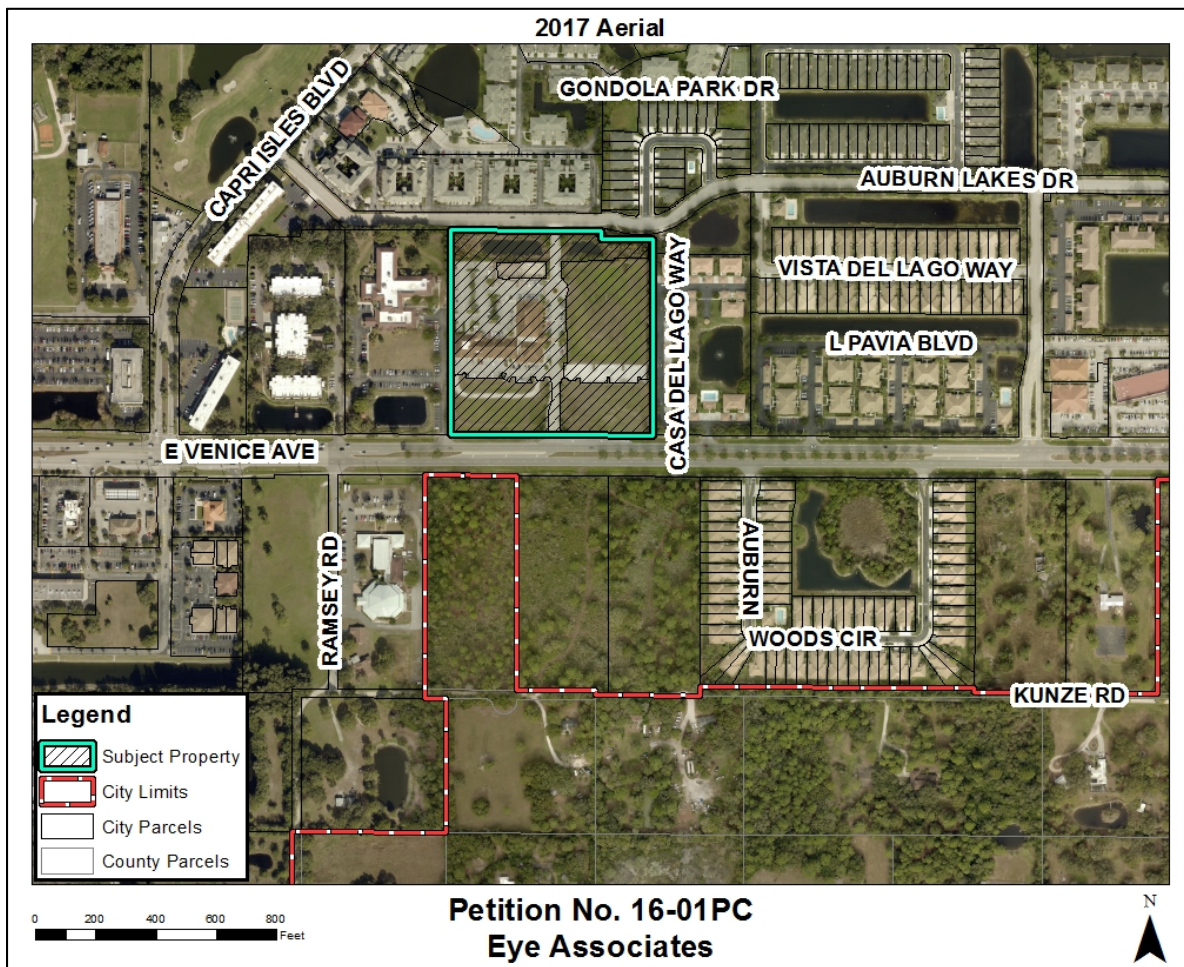 2017 Aerial
CAPRI ISLES BLVD
GONDOLA PARK DR
AUBURN LAKES DR
CASA DEL LAGO WAY
VISTA DEL LAGO WAY
L PAVIA BLVD
E VENICE AVE
RAMSEY RD
AUBURN
WOODS CIR
KUNZE RD
Legend
Subject Property
City Limits
City Parcels
County Parcels
0 200 400 600 800
Feet
Petition No. 16-01PC
Eye Associates
N